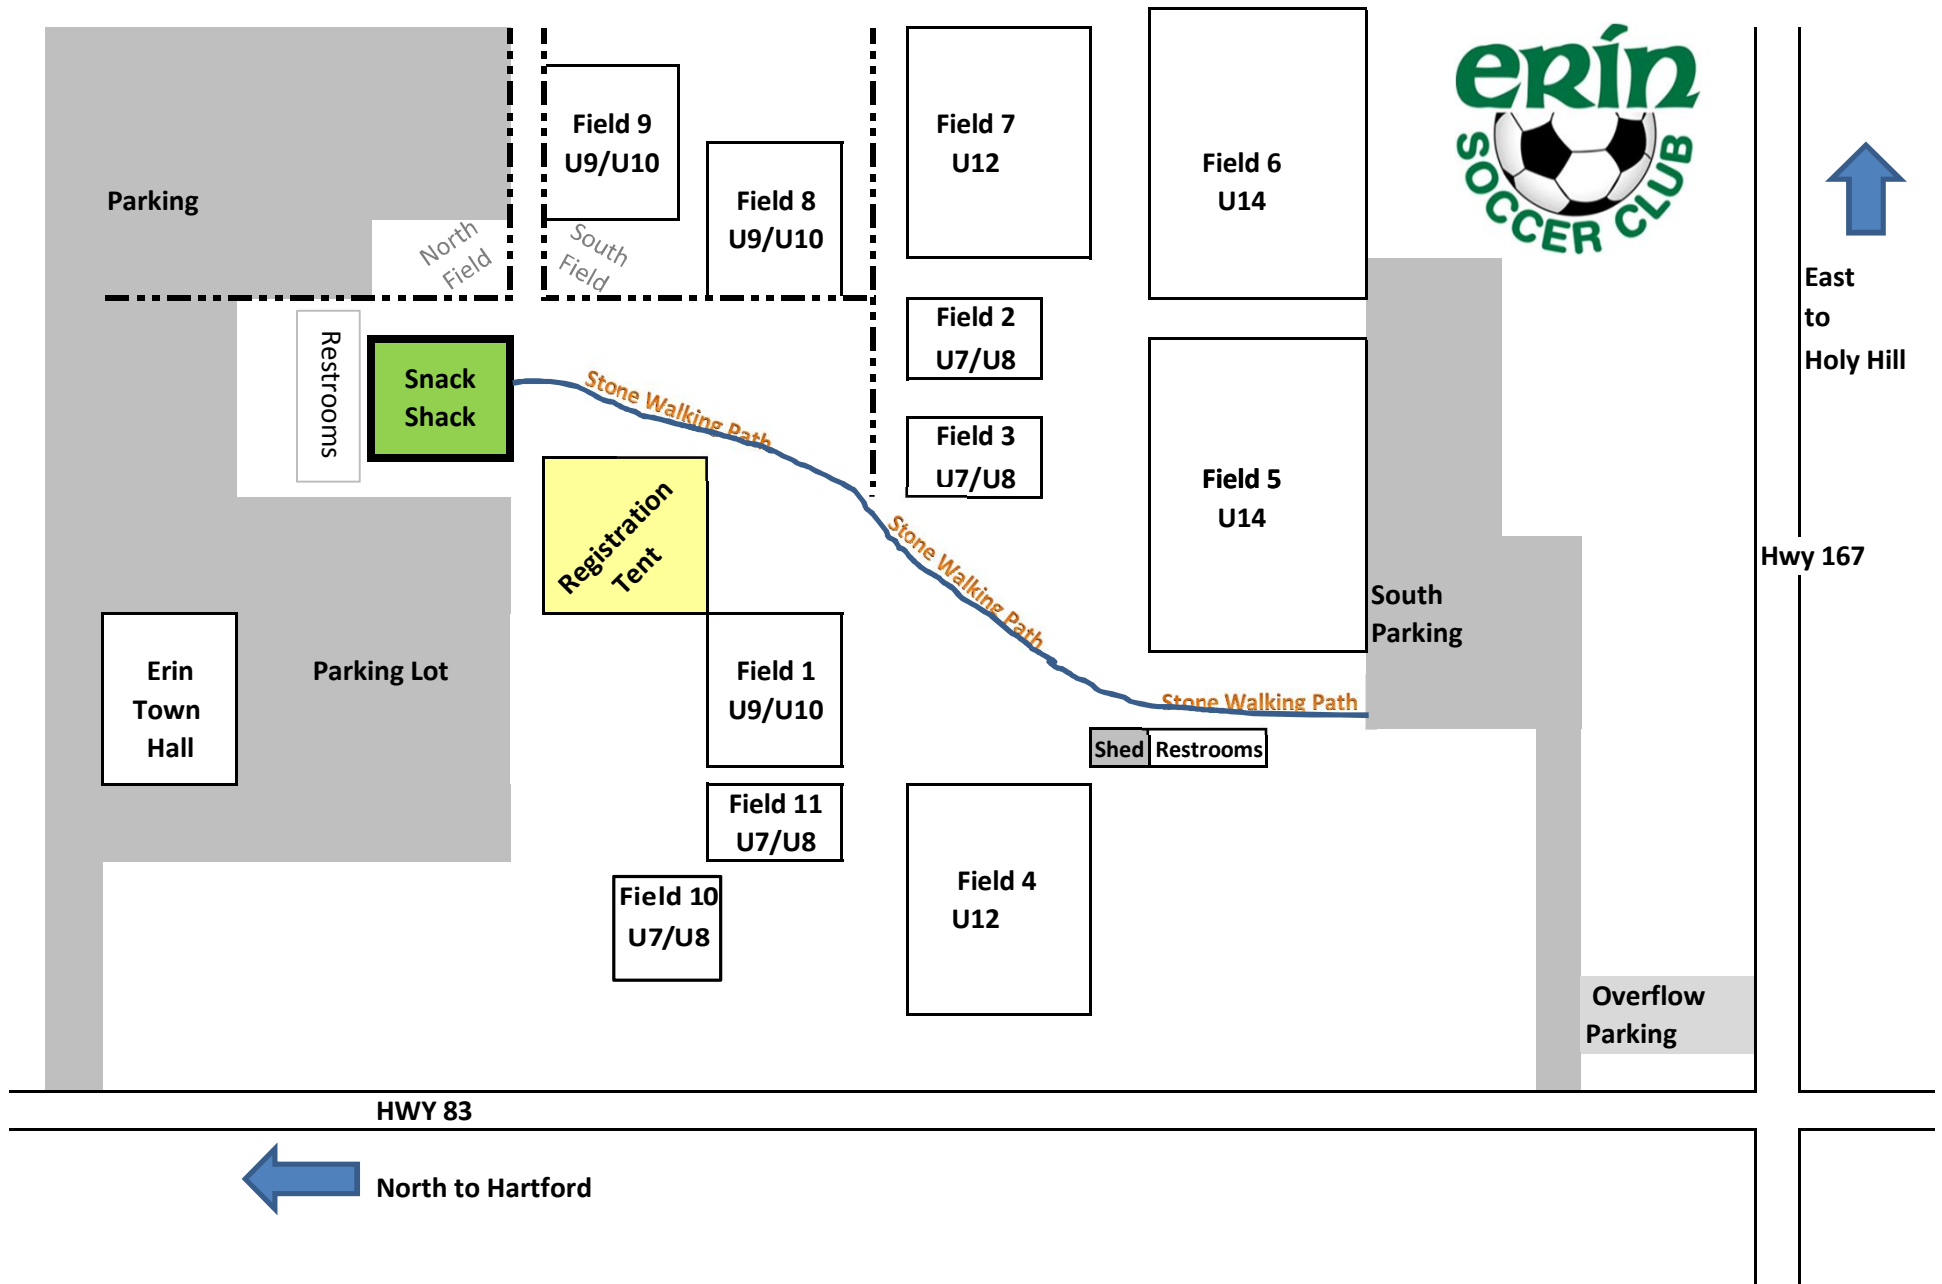 erín
SOCCER CLUB
Field 9
U9/U10
Field 8
U9/U10
Field 7
U12
Field 6
U14
Parking
North
Field
South
Field
East
to
Holy Hill
Restrooms
Snack
Shack
Stone Walking Path
Field 2
U7/U8
Field 3
U7/U8
Field 5
U14
Registration
Tent
Stone Walking Path
Hwy 167
South
Parking
Erin
Town
Hall
Parking Lot
Field 1
U9/U10
Stone Walking Path
Shed
Restrooms
Field 11
U7/U8
Field 10
U7/U8
Field 4
U12
Overflow
Parking
HWY 83
North to Hartford